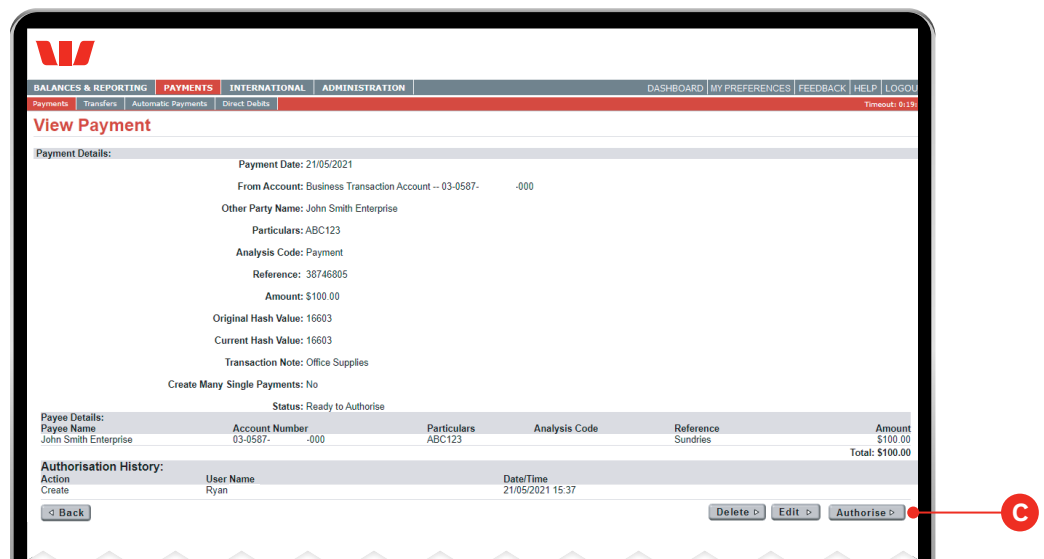 BALANCES & REPORTING PAYMENTS INTERNATIONAL ADMINISTRATION DASHBOARD MY PREFERENCES FEEDBACK HELP LOGOU
Payments Transfers Automatic Payments Direct Debits Timeout: 0:19:
View Payment
Payment Details:
Payment Date: 21/05/2021
From Account: Business Transaction Account -- 03-0587- -000
Other Party Name: John Smith Enterprise
Particulars: ABC123
Analysis Code: Payment
Reference: 38746805
Amount: $100.00
Original Hash Value: 16603
Current Hash Value: 16603
Transaction Note: Office Supplies
Create Many Single Payments: No
Status: Ready to Authorise
Payee Details:
Payee Name Account Number Particulars Analysis Code Reference Amount
John Smith Enterprise 03-0587- -000 ABC123 Sundries $100.00
Total: $100.00
Authorisation History:
Action User Name Date/Time
Create Ryan 21/05/2021 15:37
Back Delete Edit Authorise C